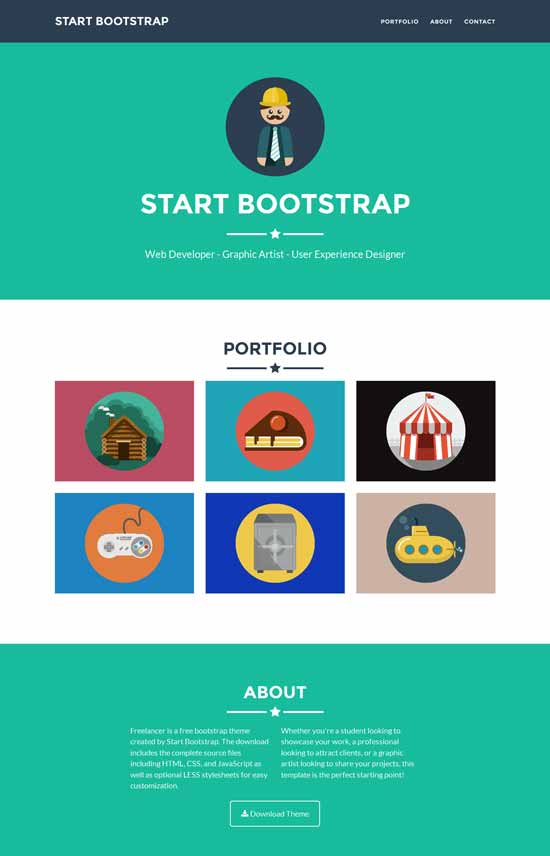 START BOOTSTRAP
PORTFOLIO ABOUT CONTACT
START BOOTSTRAP
Web Developer - Graphic Artist - User Experience Designer
PORTFOLIO
ABOUT
Freelancer is a free bootstrap theme
created by Start Bootstrap. The download
includes the complete source files
including HTML, CSS, and JavaScript as
well as optional LESS stylesheets for easy
customization.
Whether you're a student looking to
showcase your work, a professional
looking to attract clients, or a graphic
artist looking to share your projects, this
template is the perfect starting point!
Download Theme